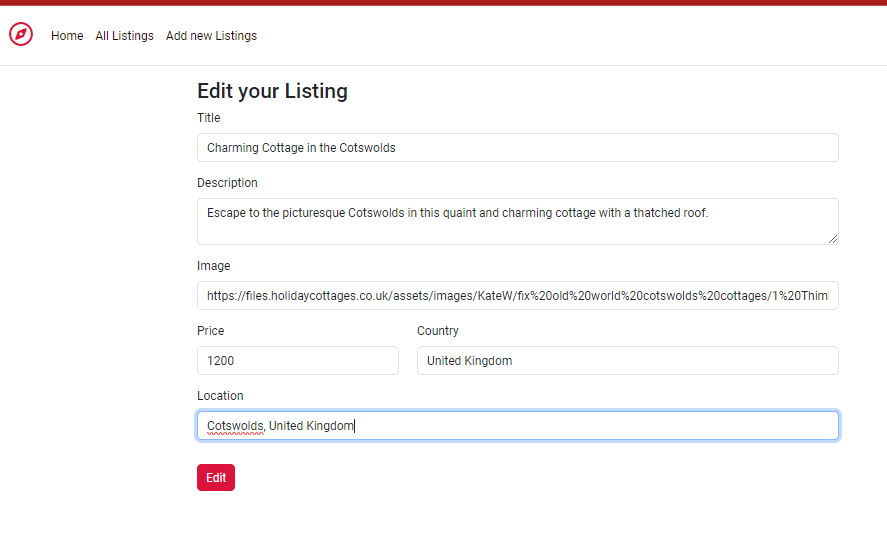 Home All Listings Add new Listings
Edit your Listing
Title
Charming Cottage in the Cotswolds
Description
Escape to the picturesque Cotswolds in this quaint and charming cottage with a thatched roof.
Image
https://files.holidaycottages.co.uk/assets/images/KateW/fix%20old%20world%20cotswolds%20cottages/1%20Thim
Price Country
1200 United Kingdom
Location
Cotswolds, United Kingdom
Edit